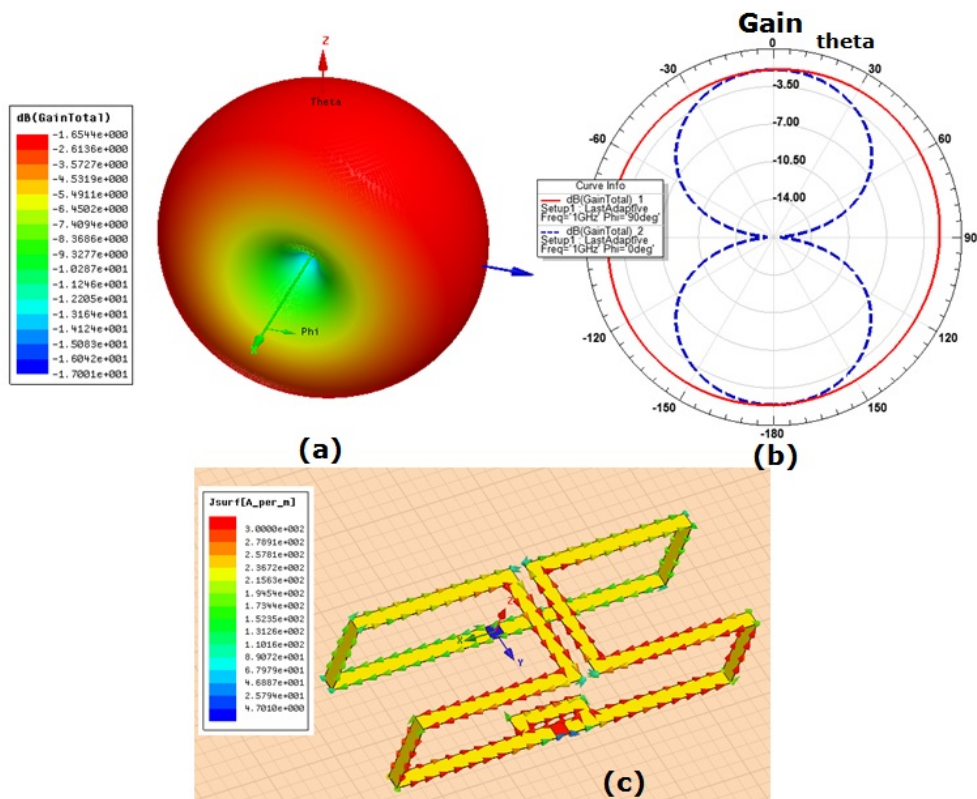 Z
Theta
Phi
dB(GainTotal)
-1.6544e+000
-2.6136e+000
-3.5727e+000
-4.5319e+000
-5.4911e+000
-6.4502e+000
-7.4094e+000
-8.3686e+000
-9.3277e+000
-1.0287e+001
-1.1246e+001
-1.2205e+001
-1.3164e+001
-1.4124e+001
-1.5083e+001
-1.6042e+001
-1.7001e+001
(a)
Gain
theta
0
30
60
90
120
150
-180
-150
-120
-60
-30
-3.50
-7.00
-10.50
-14.00
Curve Info
dB(GainTotal)_1
Setup1 : LastAdaptive
Freq='1GHz' Phi='90deg'
dB(GainTotal)_2
Setup1 : LastAdaptive
Freq='1GHz' Phi='0deg'
(b)
Jsurf[A_per_m]
3.0000e+002
2.7891e+002
2.5781e+002
2.3672e+002
2.1563e+002
1.9454e+002
1.7344e+002
1.5235e+002
1.3126e+002
1.1016e+002
8.9072e+001
6.7979e+001
4.6887e+001
2.5794e+001
4.7010e+000
Z
X
Y
(c)